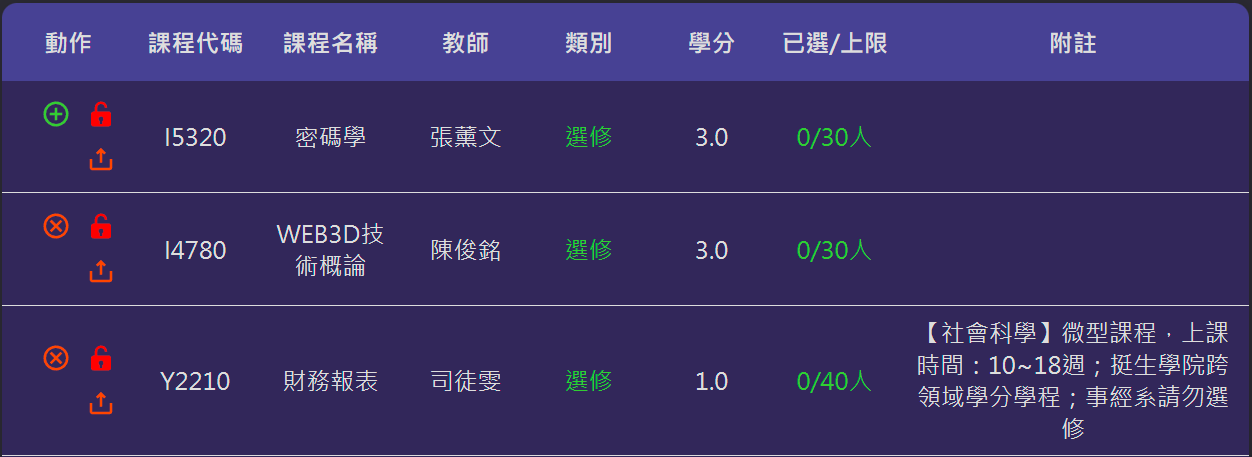 動作 課程代碼 課程名稱 教師 類別 學分 已選/上限 附註
I5320 密碼學 張薰文 選修 3.0 0/30人
I4780 WEB3D技 陳俊銘 選修 3.0 0/30人
術概論
Y2210 財務報表 司徒雯 選修 1.0 0/40人
【社會科學】微型課程，上課
時間：10~18週；挺生學院跨
領域學分學程；事經系請勿選
修